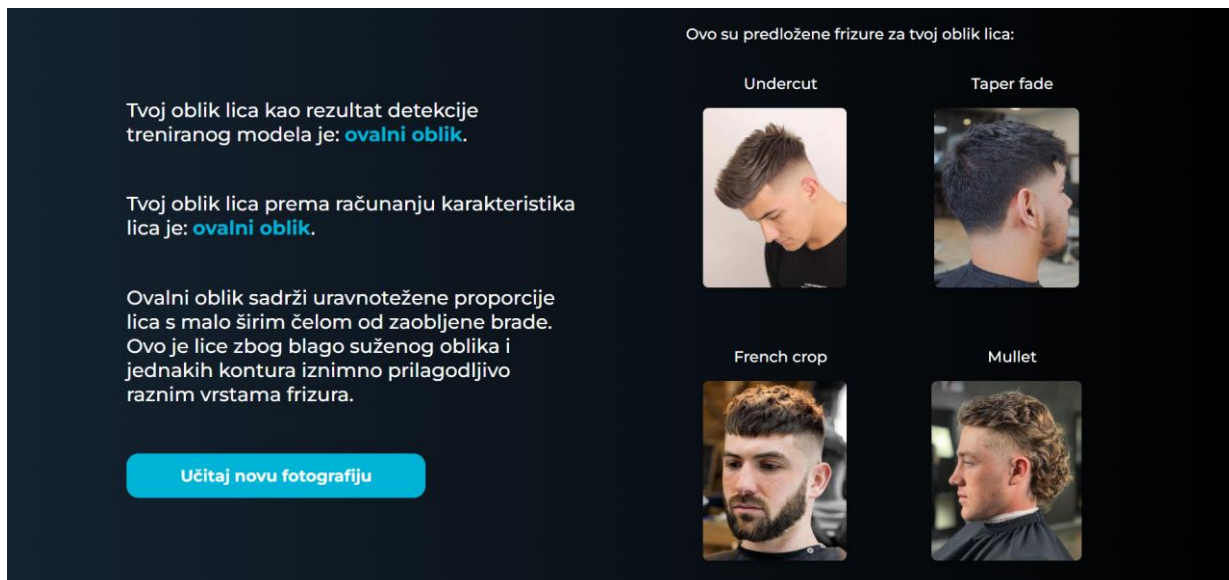 Tvoj oblik lica kao rezultat detekcije
treniranog modela je: ovalni oblik.
Tvoj oblik lica prema računanju karakteristika
lica je: ovalni oblik.
Ovalni oblik sadrži uravnotežene proporcije
lica s malo širim čelom od zaobljene brade.
Ovo je lice zbog blago suženog oblika i
jednakih kontura iznimno prilagodljivo
raznim vrstama frizura.
Učitaj novu fotografiju
Ovo su predložene frizure za tvoj oblik lica:
Undercut
Taper fade
French crop
Mullet